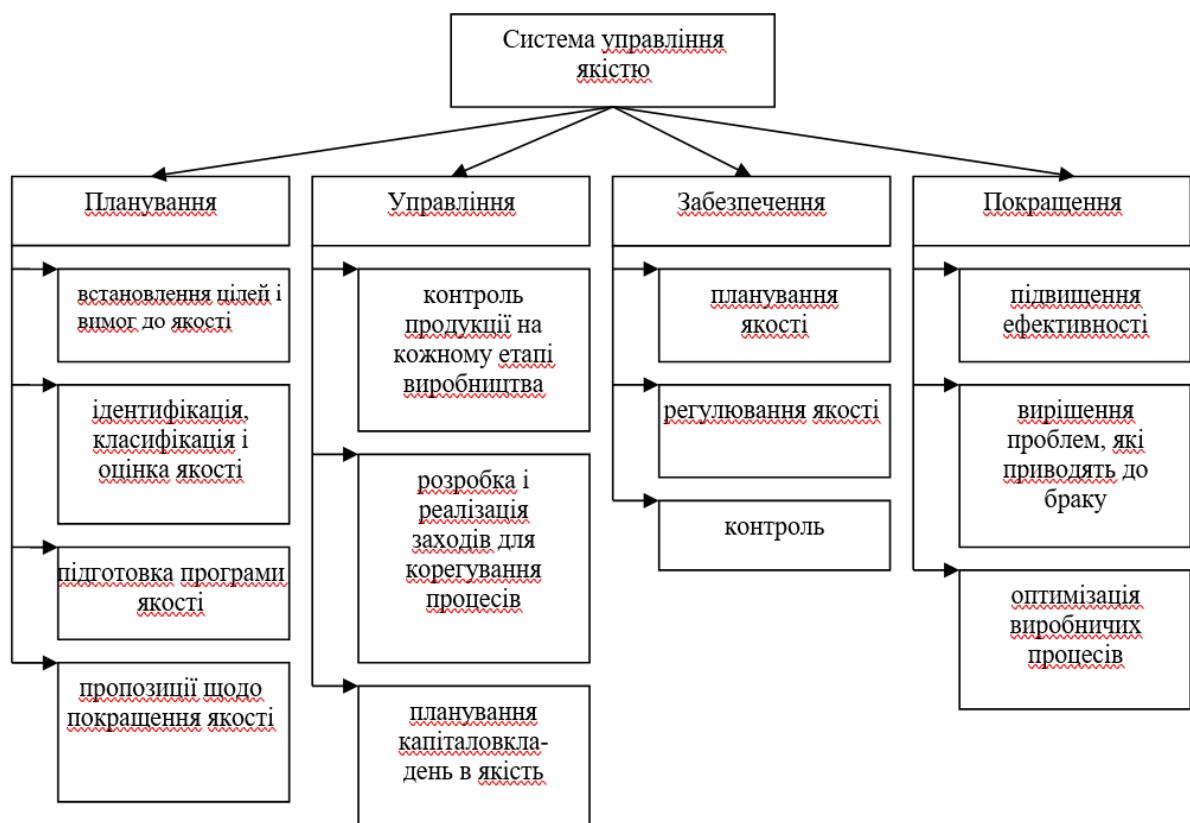 Система управління
якістю
Планування
встановлення цілей і
вимог до якості
ідентифікація,
класифікація і
оцінка якості
підготовка програми
якості
пропозиції щодо
покращення якості
Управління
контроль
продукції на
кожному етапі
виробництва
розробка і
реалізація
заходів для
корегування
процесів
планування
капіталовкла-
день в якість
Забезпечення
планування
якості
регулювання якості
контроль
Покращення
підвищення
ефективності
вирішення
проблем, які
приводять до
браку
оптимізація
виробничих
процесів